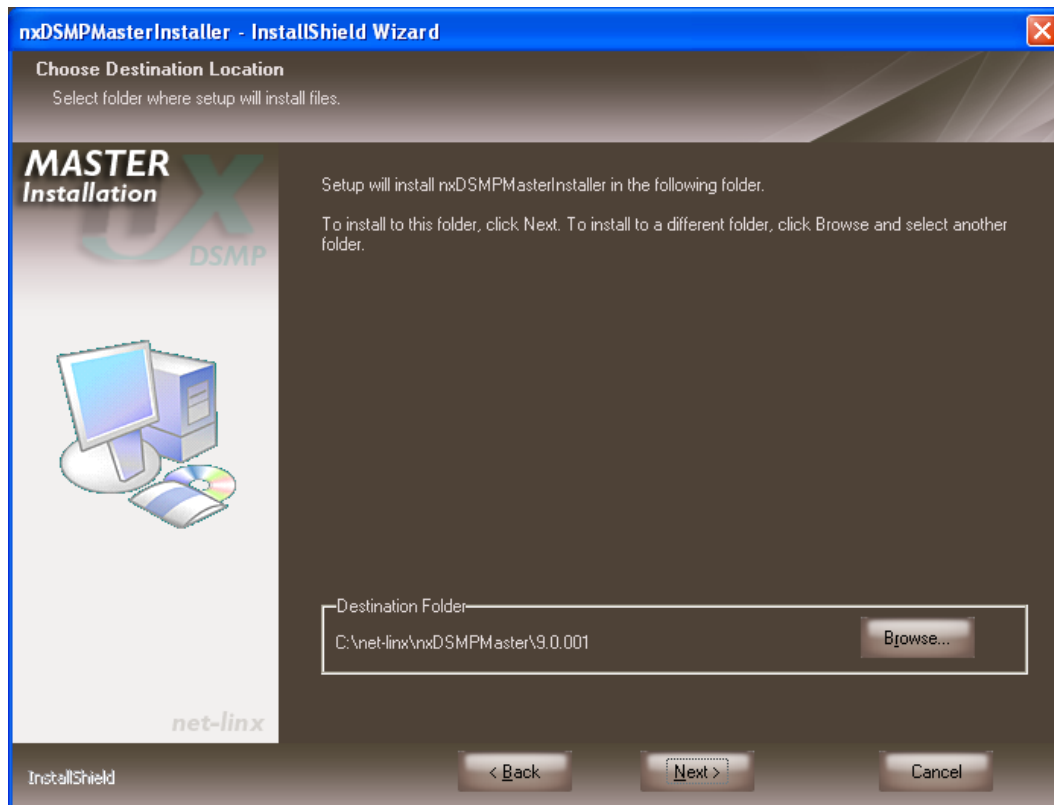 nxDSMPMasterInstaller - InstallShield Wizard
Choose Destination Location
Select folder where setup will install files.
MASTER
Installation
nX
DSMP
Setup will install nxDSMPMasterInstaller in the following folder.
To install to this folder, click Next. To install to a different folder, click Browse and select another
folder.
Destination Folder
C:\net-linx\nxDSMPMaster\9.0.001
Browse...
net-linx
InstallShield
< Back
Next >
Cancel